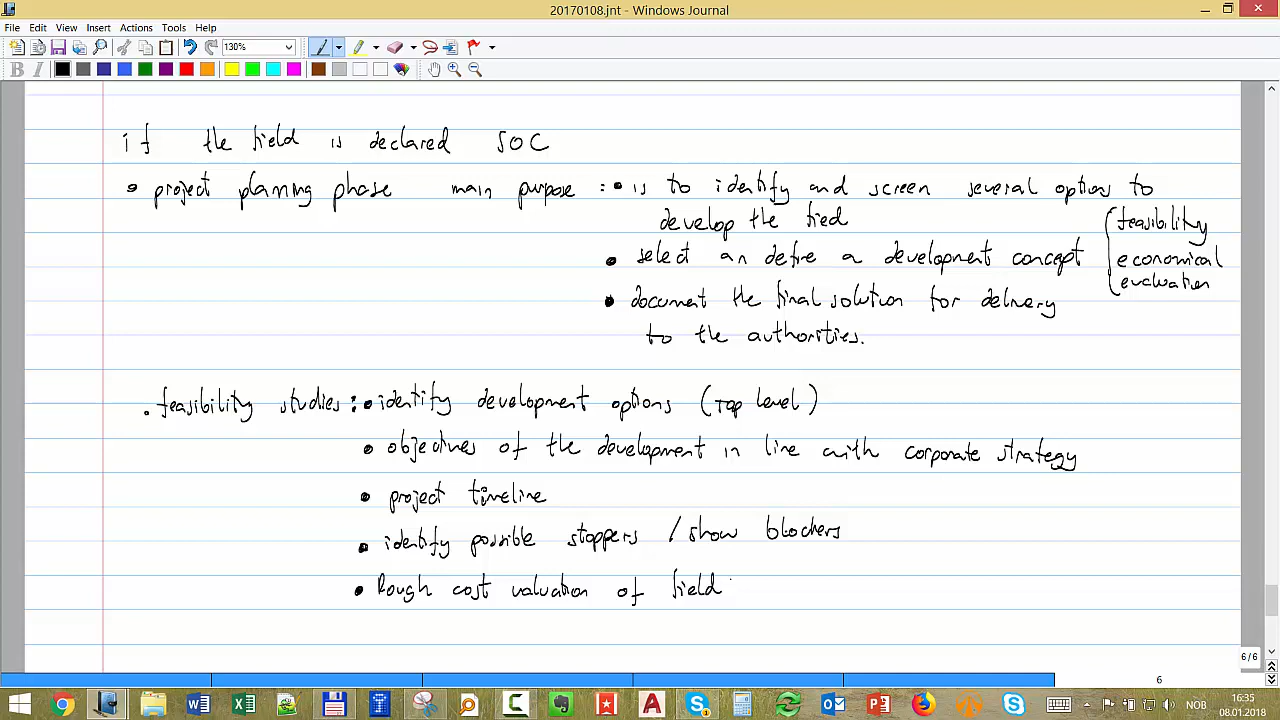 20170108.jnt - Windows Journal
File Edit View Insert Actions Tools Help
130%
if the field is declared SOC
• project planning phase main purpose : • is to identify and screen several options to
develop the field
feasibility
• select an define a development concept
economical
evaluation
• document the final solution for delivery
to the authorities.
. feasibility studies : • identify development options (Top level)
• objectives of the development in line with corporate strategy
• project timeline
• identify possible stoppers / show blockers
• Rough cost valuation of field
6/6
6
NOB
16:35
08.01.2018